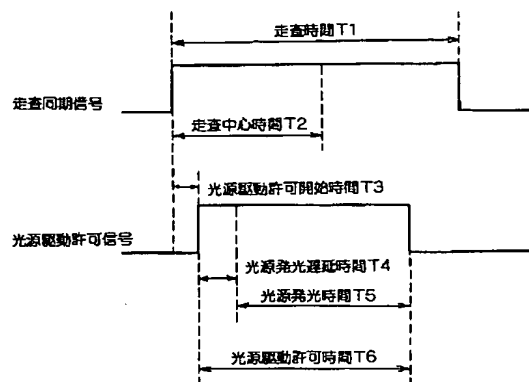 走査時間T1
走査同期信号
走査中心時間T2
光源駆動許可開始時間T3
光源駆動許可信号
光源発光遅延時間T4
光源発光時間T5
光源駆動許可時間T6